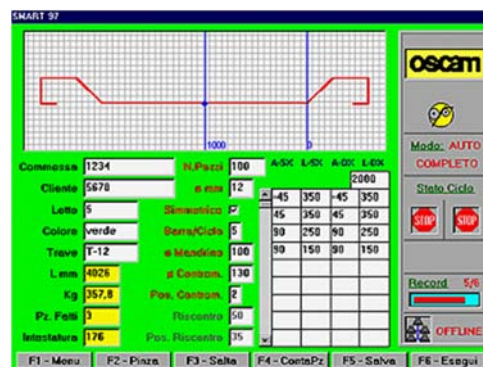 SMART 97
oscam
1000 0
Modo: AUTO
COMPLETO
Commessa 1234 N.Pezzi 100 A-SX L-SX A-DX L-DX
2000
Cliente 5678 ø mm 12 -45 350 -45 350
Stato Ciclo
Lotto 5 Simmetrico 45 350 45 350
STOP STOP
Colore verde Barre/Ciclo 5 90 250 90 250
Trave T-12 ø Mandrino 100 90 150 90 150
L mm 4026 ø Contram. 130
Kg 357,8 Pos. Contram. 2
Record 5/6
Pz. Fatti 3 Riscontro 50
Intestatura 176 Pos. Riscontro 35
OFFLINE
F1 - Menu F2 - Pinza F3 - Salta F4 - ContaPz F5 - Salva F6 - Esegui